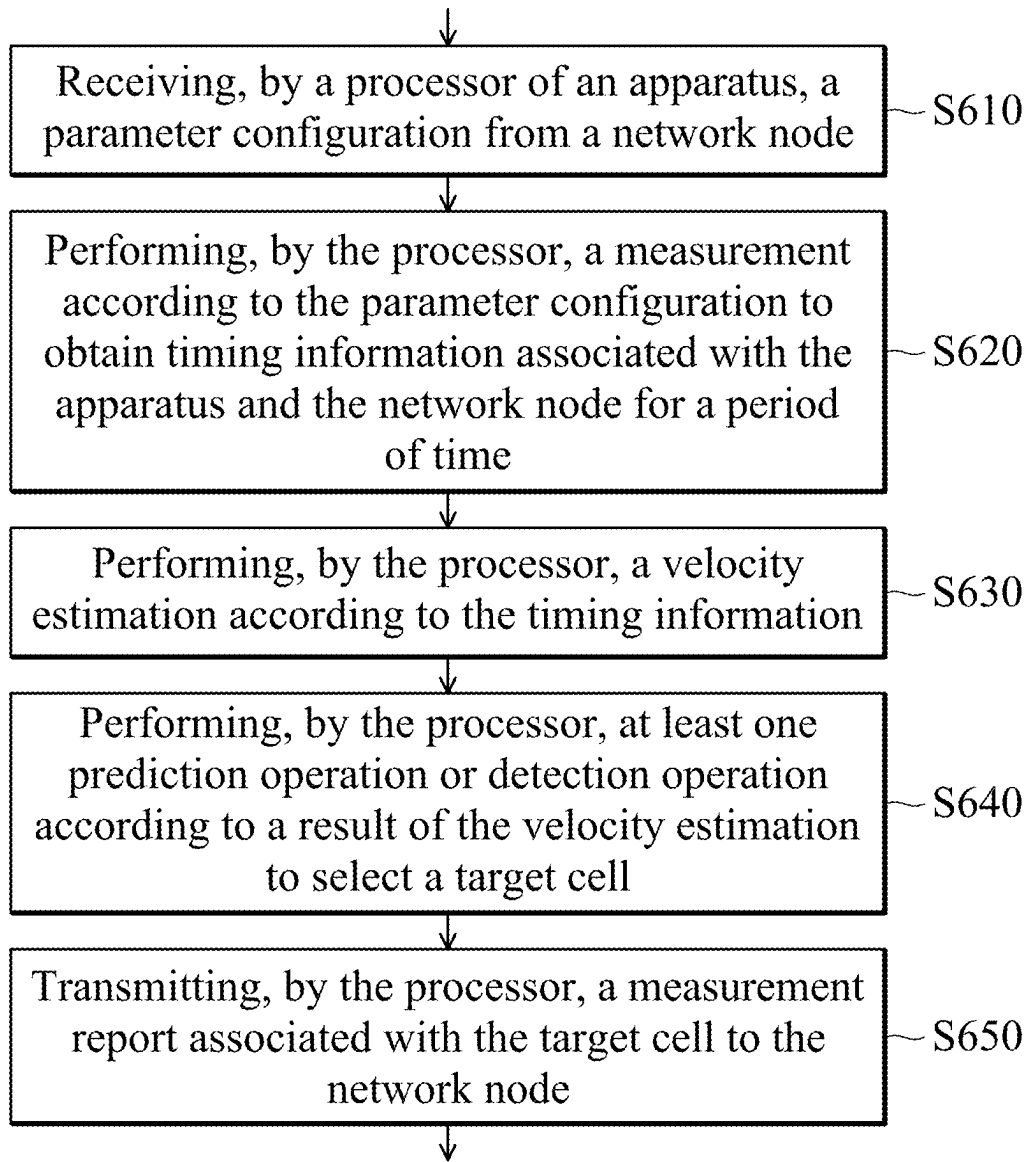 Receiving, by a processor of an apparatus, a
parameter configuration from a network node
S610
Performing, by the processor, a measurement
according to the parameter configuration to
obtain timing information associated with the
apparatus and the network node for a period
of time
S620
Performing, by the processor, a velocity
estimation according to the timing information
S630
Performing, by the processor, at least one
prediction operation or detection operation
according to a result of the velocity estimation
to select a target cell
S640
Transmitting, by the processor, a measurement
report associated with the target cell to the
network node
S650